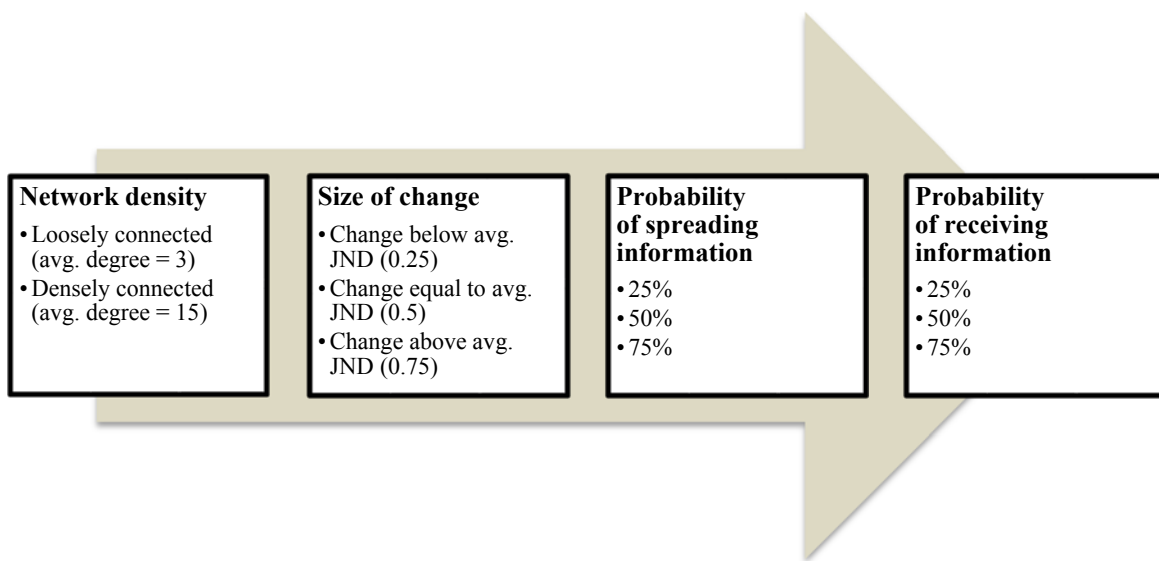 Network density
•Loosely connected
(avg. degree = 3)
•Densely connected
(avg. degree = 15)
Size of change
•Change below avg.
JND (0.25)
•Change equal to avg.
JND (0.5)
•Change above avg.
JND (0.75)
Probability
of spreading
information
•25%
•50%
•75%
Probability
of receiving
information
•25%
•50%
•75%